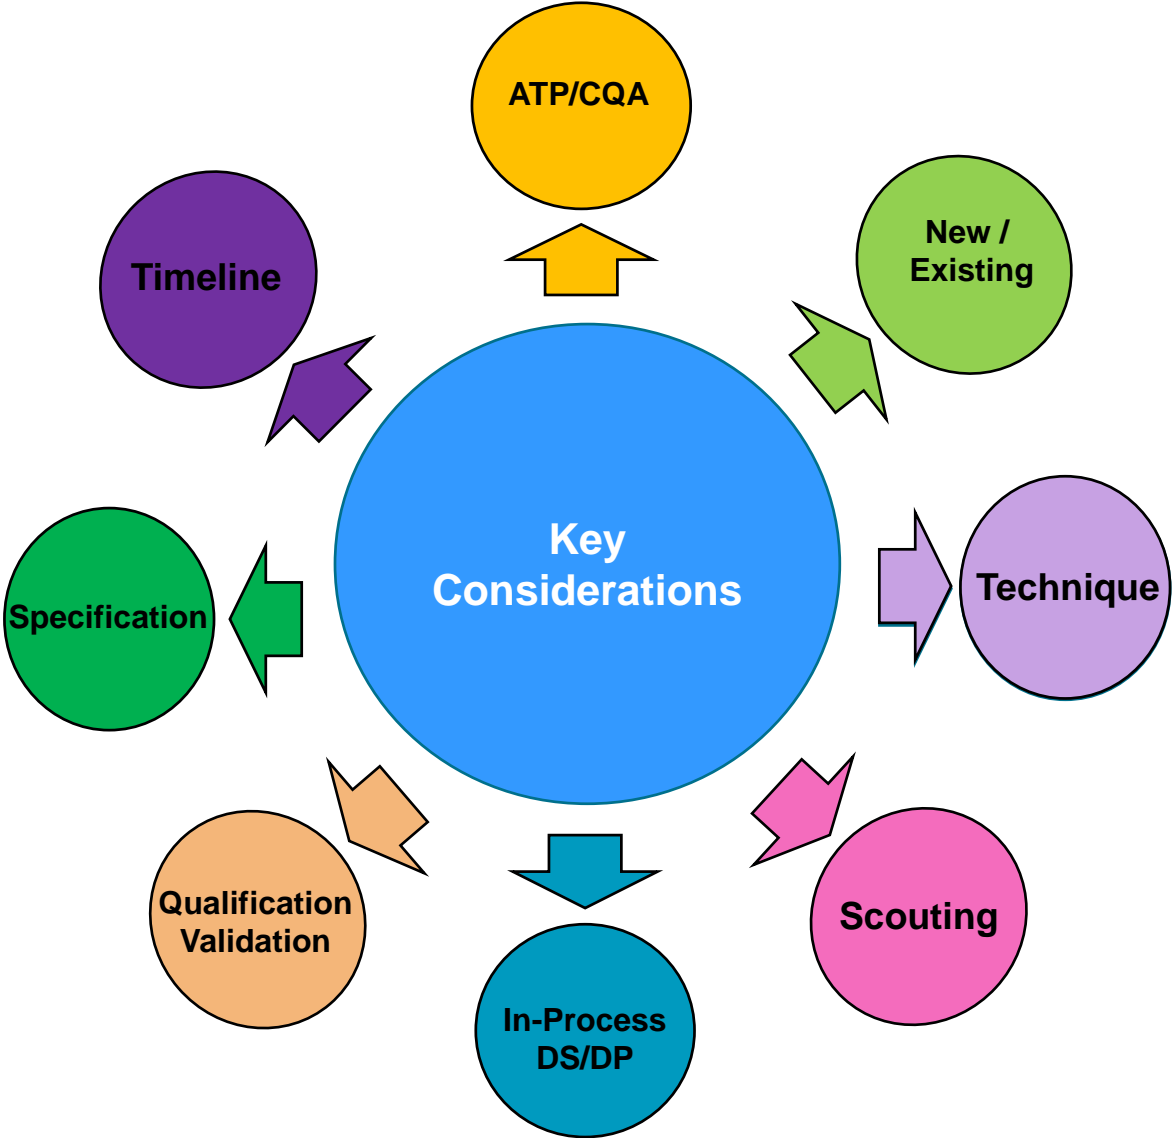 ATP/CQA
New /
Existing
Timeline
Key
Considerations
Technique
Specification
Qualification
Validation
Scouting
In-Process
DS/DP